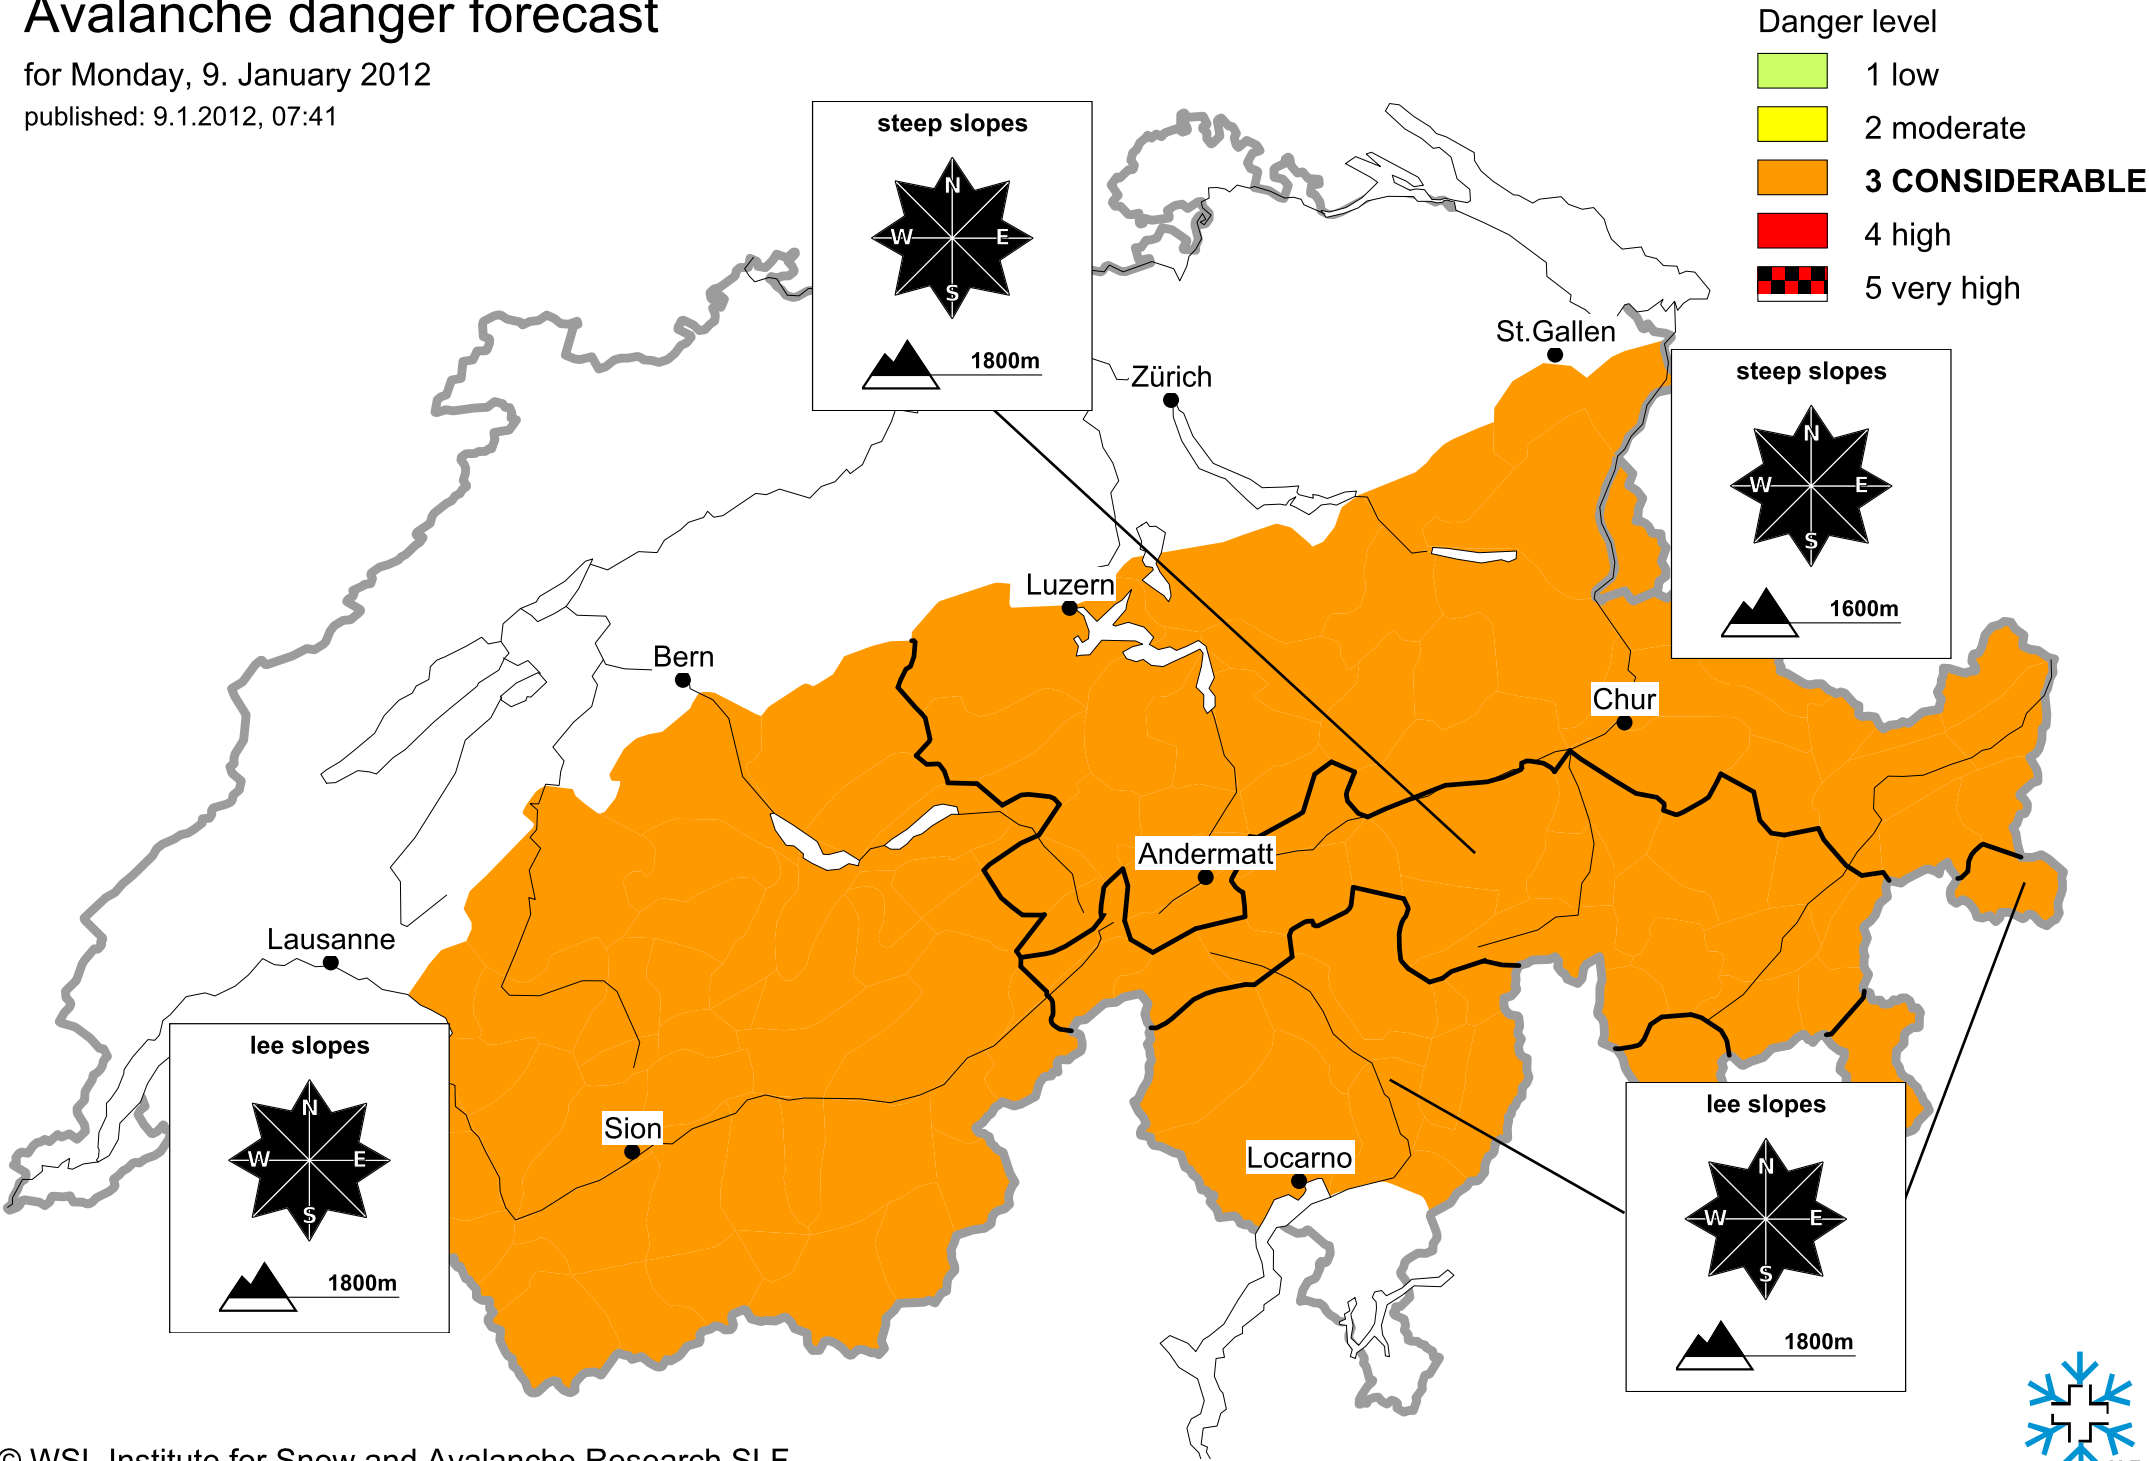 Avalanche danger forecast
for Monday, 9. January 2012
published: 9.1.2012, 07:41
Danger level
1 low
2 moderate
3 CONSIDERABLE
4 high
5 very high
steep slopes
N
W E
S
1800m
steep slopes
N
W E
S
1600m
St.Gallen
Zürich
Luzern
Bern
Chur
Andermatt
Lausanne
Sion
Locarno
lee slopes
N
W E
S
1800m
lee slopes
N
W E
S
1800m
© WSL Institute for Snow and Avalanche Research SLF